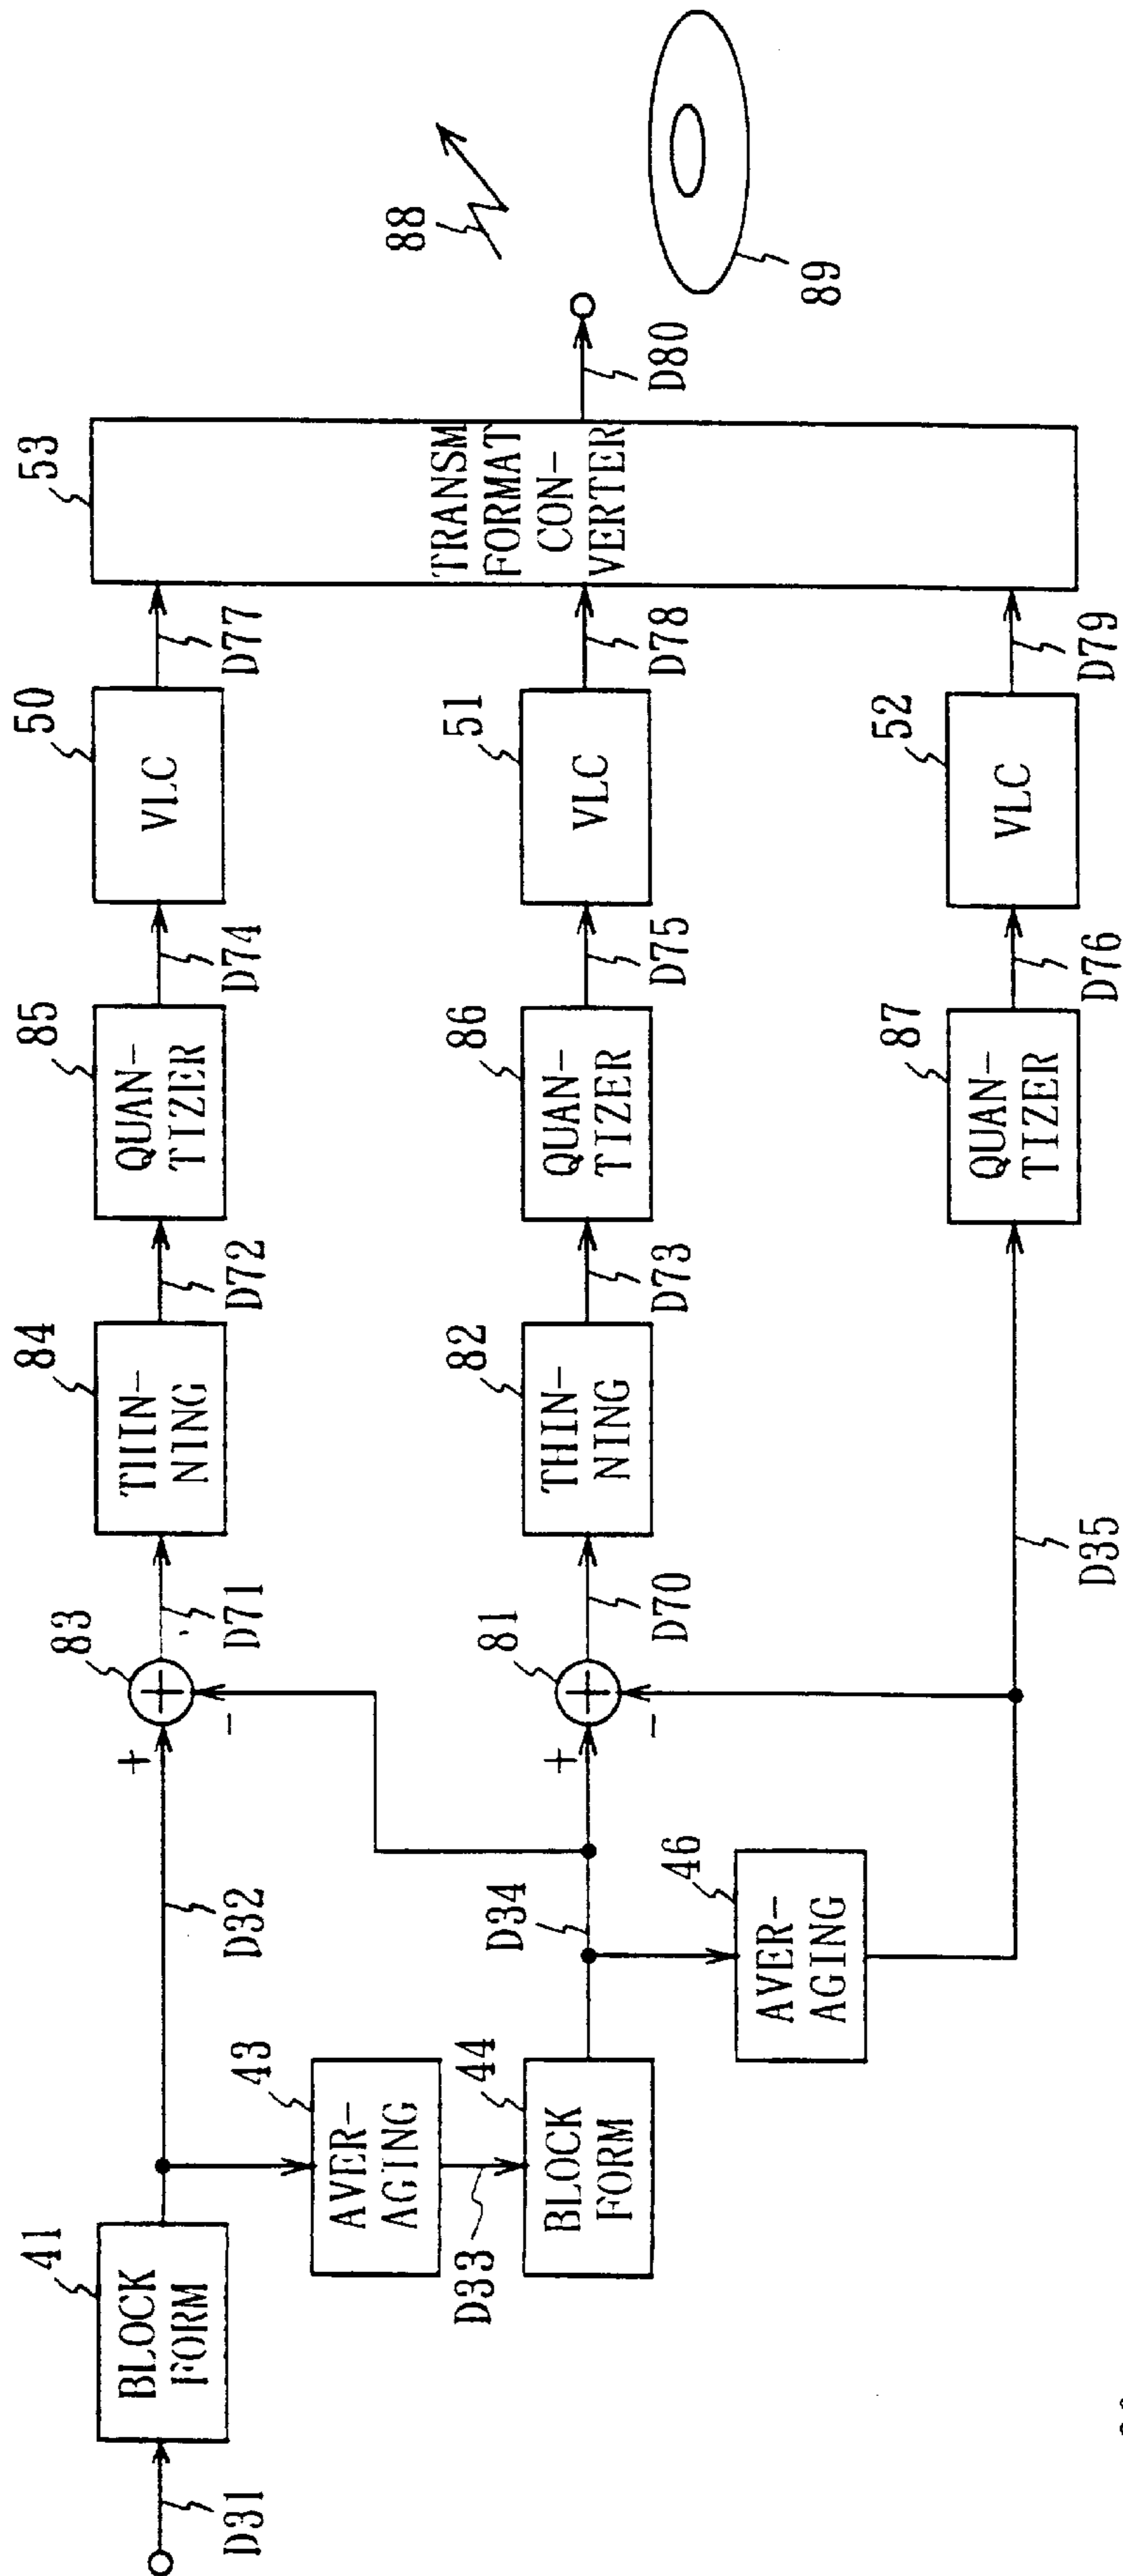 D31
41
BLOCK
FORM
D32
43
AVER-
AGING
D33
44
BLOCK
FORM
D34
46
AVER-
AGING
+
-
83
D71
84
THIN-
NING
D72
85
QUAN-
TIZER
D74
50
VLC
D77
+
-
81
D70
82
THIN-
NING
D73
86
QUAN-
TIZER
D75
51
VLC
D78
D35
87
QUAN-
TIZER
D76
52
VLC
D79
53
TRANSM
FORMAT
CON-
VERTER
D80
88
89